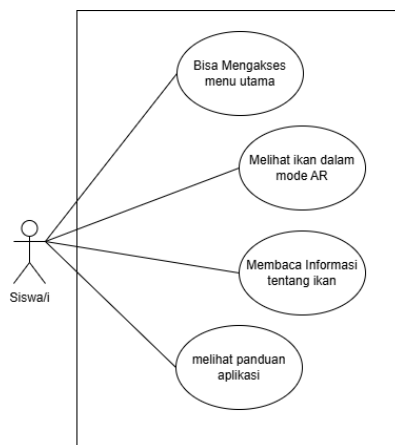 Bisa Mengakses
menu utama
Melihat ikan dalam
mode AR
Membaca Informasi
tentang ikan
Siswa/i
melihat panduan
aplikasi